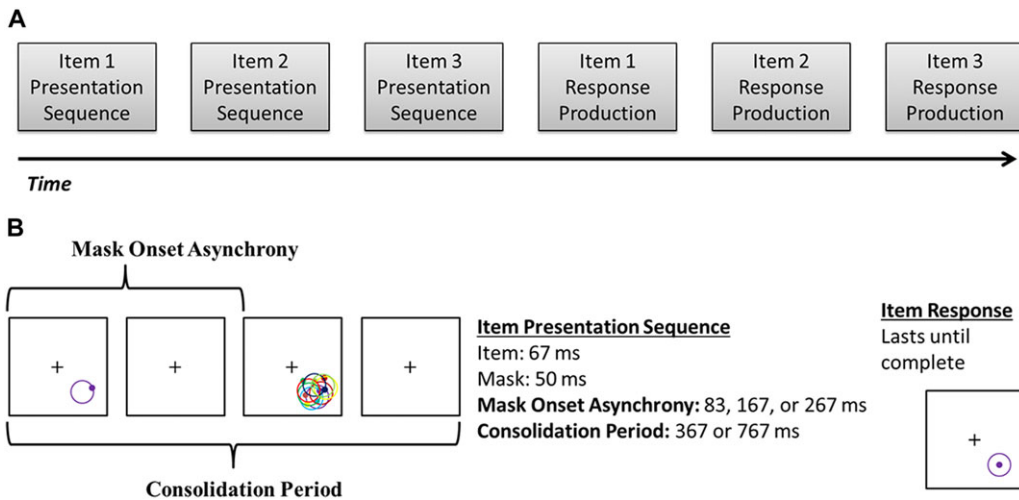 A
Item 1
Presentation
Sequence
Item 2
Presentation
Sequence
Item 3
Presentation
Sequence
Item 1
Response
Production
Item 2
Response
Production
Item 3
Response
Production
Time
B
Mask Onset Asynchrony
Item Presentation Sequence
Item: 67 ms
Mask: 50 ms
Mask Onset Asynchrony: 83, 167, or 267 ms
Consolidation Period: 367 or 767 ms
Item Response
Lasts until
complete
Consolidation Period